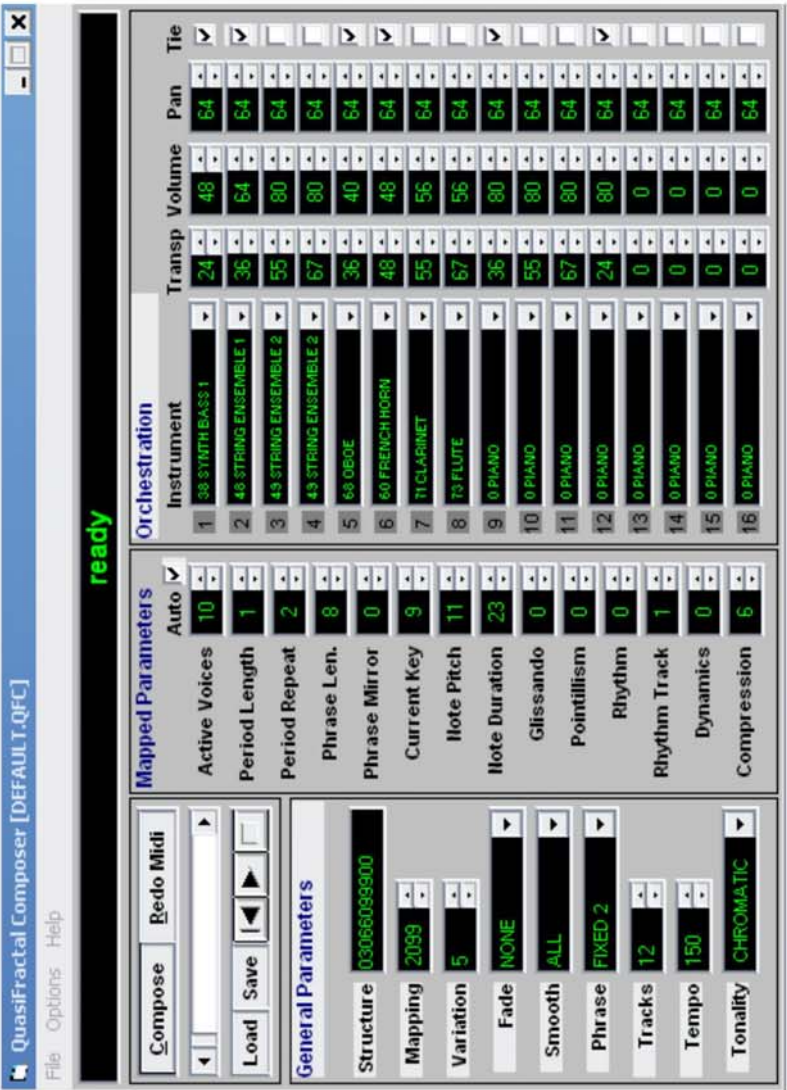 QuasiFractal Composer [DEFAULT.QFC]
File Options Help
ready
Compose Redo Midi
Load Save
General Parameters
Structure 03066099900
Mapping 2099
Variation 5
Fade NONE
Smooth ALL
Phrase FIXED 2
Tracks 12
Tempo 150
Tonality CHROMATIC
Mapped Parameters
Auto
Active Voices 10
Period Length 1
Period Repeat 2
Phrase Len. 8
Phrase Mirror 0
Current Key 9
Note Pitch 11
Note Duration 23
Glissando 0
Pointillism 0
Rhythm 0
Rhythm Track 1
Dynamics 0
Compression 6
Orchestration
Instrument Transp Volume Pan Tie
1 38 SYNTH BASS 1 24 48 64
2 48 STRING ENSEMBLE 1 36 64 64
3 49 STRING ENSEMBLE 2 55 80 64
4 49 STRING ENSEMBLE 2 67 80 64
5 68 OBOE 36 40 64
6 60 FRENCH HORN 48 48 64
7 71 CLARINET 55 56 64
8 73 FLUTE 67 56 64
9 0 PIANO 36 80 64
10 0 PIANO 55 80 64
11 0 PIANO 67 80 64
12 0 PIANO 24 80 64
13 0 PIANO 0 0 64
14 0 PIANO 0 0 64
15 0 PIANO 0 0 64
16 0 PIANO 0 0 64